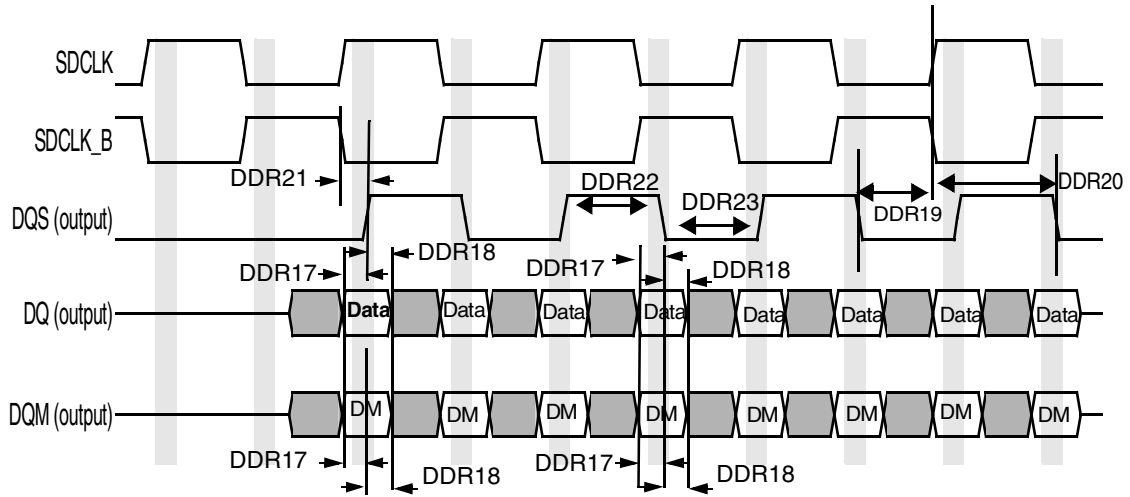 SDCLK
SDCLK_B
DDR21
DDR22
DDR20
DQS (output)
DDR23
DDR19
DDR18
DDR17
DDR17
DDR18
DQ (output)
Data Data Data Data Data Data Data Data
DQM (output)
DM DM DM DM DM DM DM DM
DDR17
DDR18
DDR17
DDR18